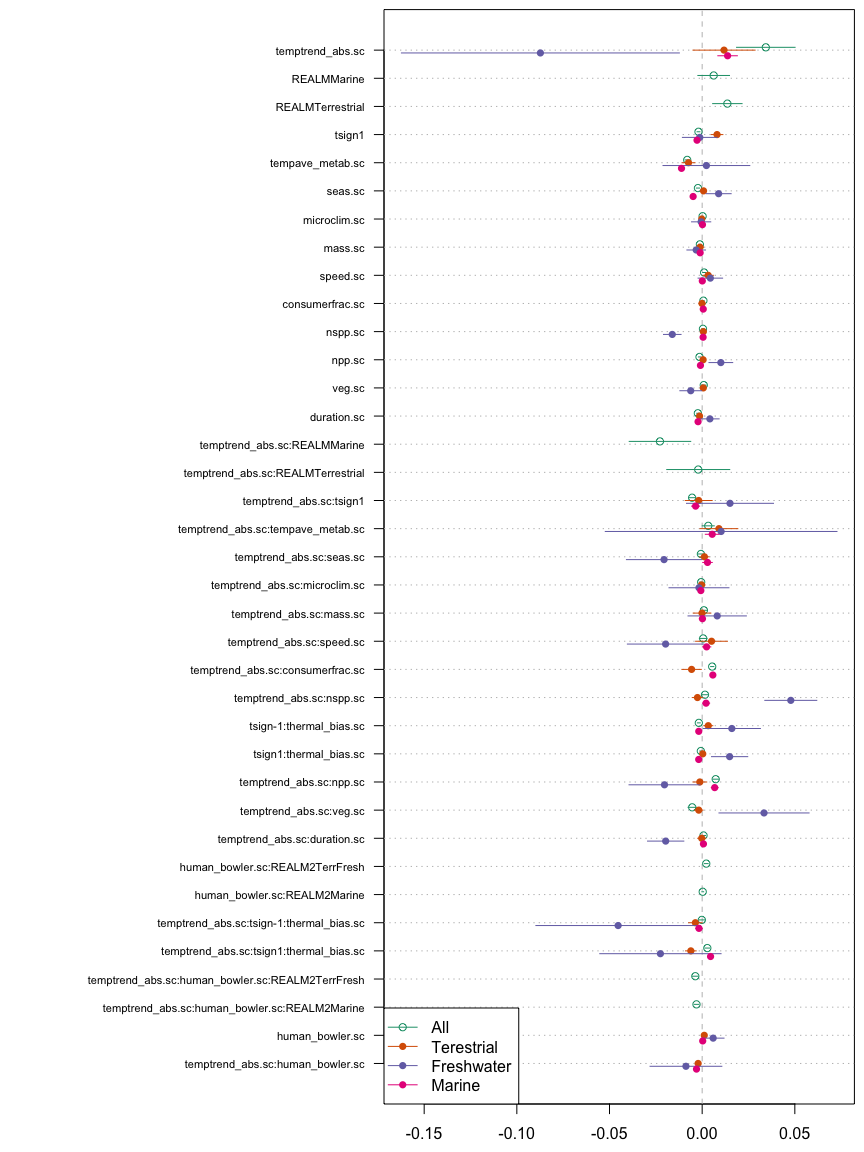 temptrend_abs.sc
REALMMarine
REALMTerrestrial
tsign1
tempave_metab.sc
seas.sc
microclim.sc
mass.sc
speed.sc
consumerfrac.sc
nspp.sc
npp.sc
veg.sc
duration.sc
temptrend_abs.sc:REALMMarine
temptrend_abs.sc:REALMTerrestrial
temptrend_abs.sc:tsign1
temptrend_abs.sc:tempave_metab.sc
temptrend_abs.sc:seas.sc
temptrend_abs.sc:microclim.sc
temptrend_abs.sc:mass.sc
temptrend_abs.sc:speed.sc
temptrend_abs.sc:consumerfrac.sc
temptrend_abs.sc:nspp.sc
tsign-1:thermal_bias.sc
tsign1:thermal_bias.sc
temptrend_abs.sc:npp.sc
temptrend_abs.sc:veg.sc
temptrend_abs.sc:duration.sc
human_bowler.sc:REALM2TerrFresh
human_bowler.sc:REALM2Marine
temptrend_abs.sc:tsign-1:thermal_bias.sc
temptrend_abs.sc:tsign1:thermal_bias.sc
temptrend_abs.sc:human_bowler.sc:REALM2TerrFresh
temptrend_abs.sc:human_bowler.sc:REALM2Marine
human_bowler.sc
temptrend_abs.sc:human_bowler.sc
All
Terestrial
Freshwater
Marine
-0.15 -0.10 -0.05 0.00 0.05